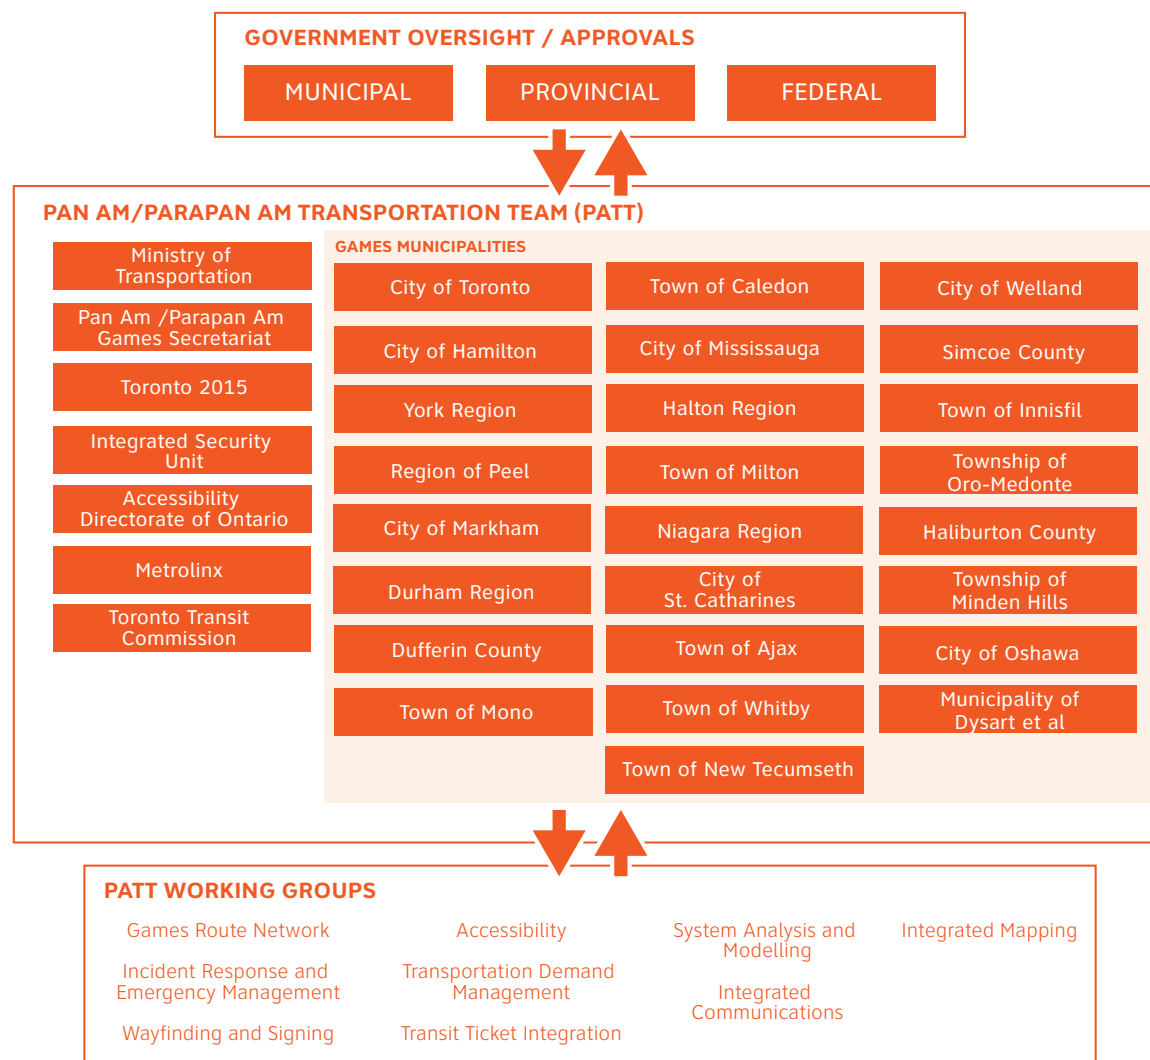 GOVERNMENT OVERSIGHT / APPROVALS
MUNICIPAL
PROVINCIAL
FEDERAL
PAN AM/PARAPAN AM TRANSPORTATION TEAM (PATT)
Ministry of
Transportation
Pan Am /Parapan Am
Games Secretariat
Toronto 2015
Integrated Security
Unit
Accessibility
Directorate of Ontario
Metrolinx
Toronto Transit
Commission
GAMES MUNICIPALITIES
City of Toronto
City of Hamilton
York Region
Region of Peel
City of Markham
Durham Region
Dufferin County
Town of Mono
Town of Caledon
City of Mississauga
Halton Region
Town of Milton
Niagara Region
City of
St. Catharines
Town of Ajax
Town of Whitby
Town of New Tecumseth
City of Welland
Simcoe County
Town of Innisfil
Township of
Oro-Medonte
Haliburton County
Township of
Minden Hills
City of Oshawa
Municipality of
Dysart et al
PATT WORKING GROUPS
Games Route Network
Incident Response and
Emergency Management
Wayfinding and Signing
Accessibility
Transportation Demand
Management
Transit Ticket Integration
System Analysis and
Modelling
Integrated
Communications
Integrated Mapping